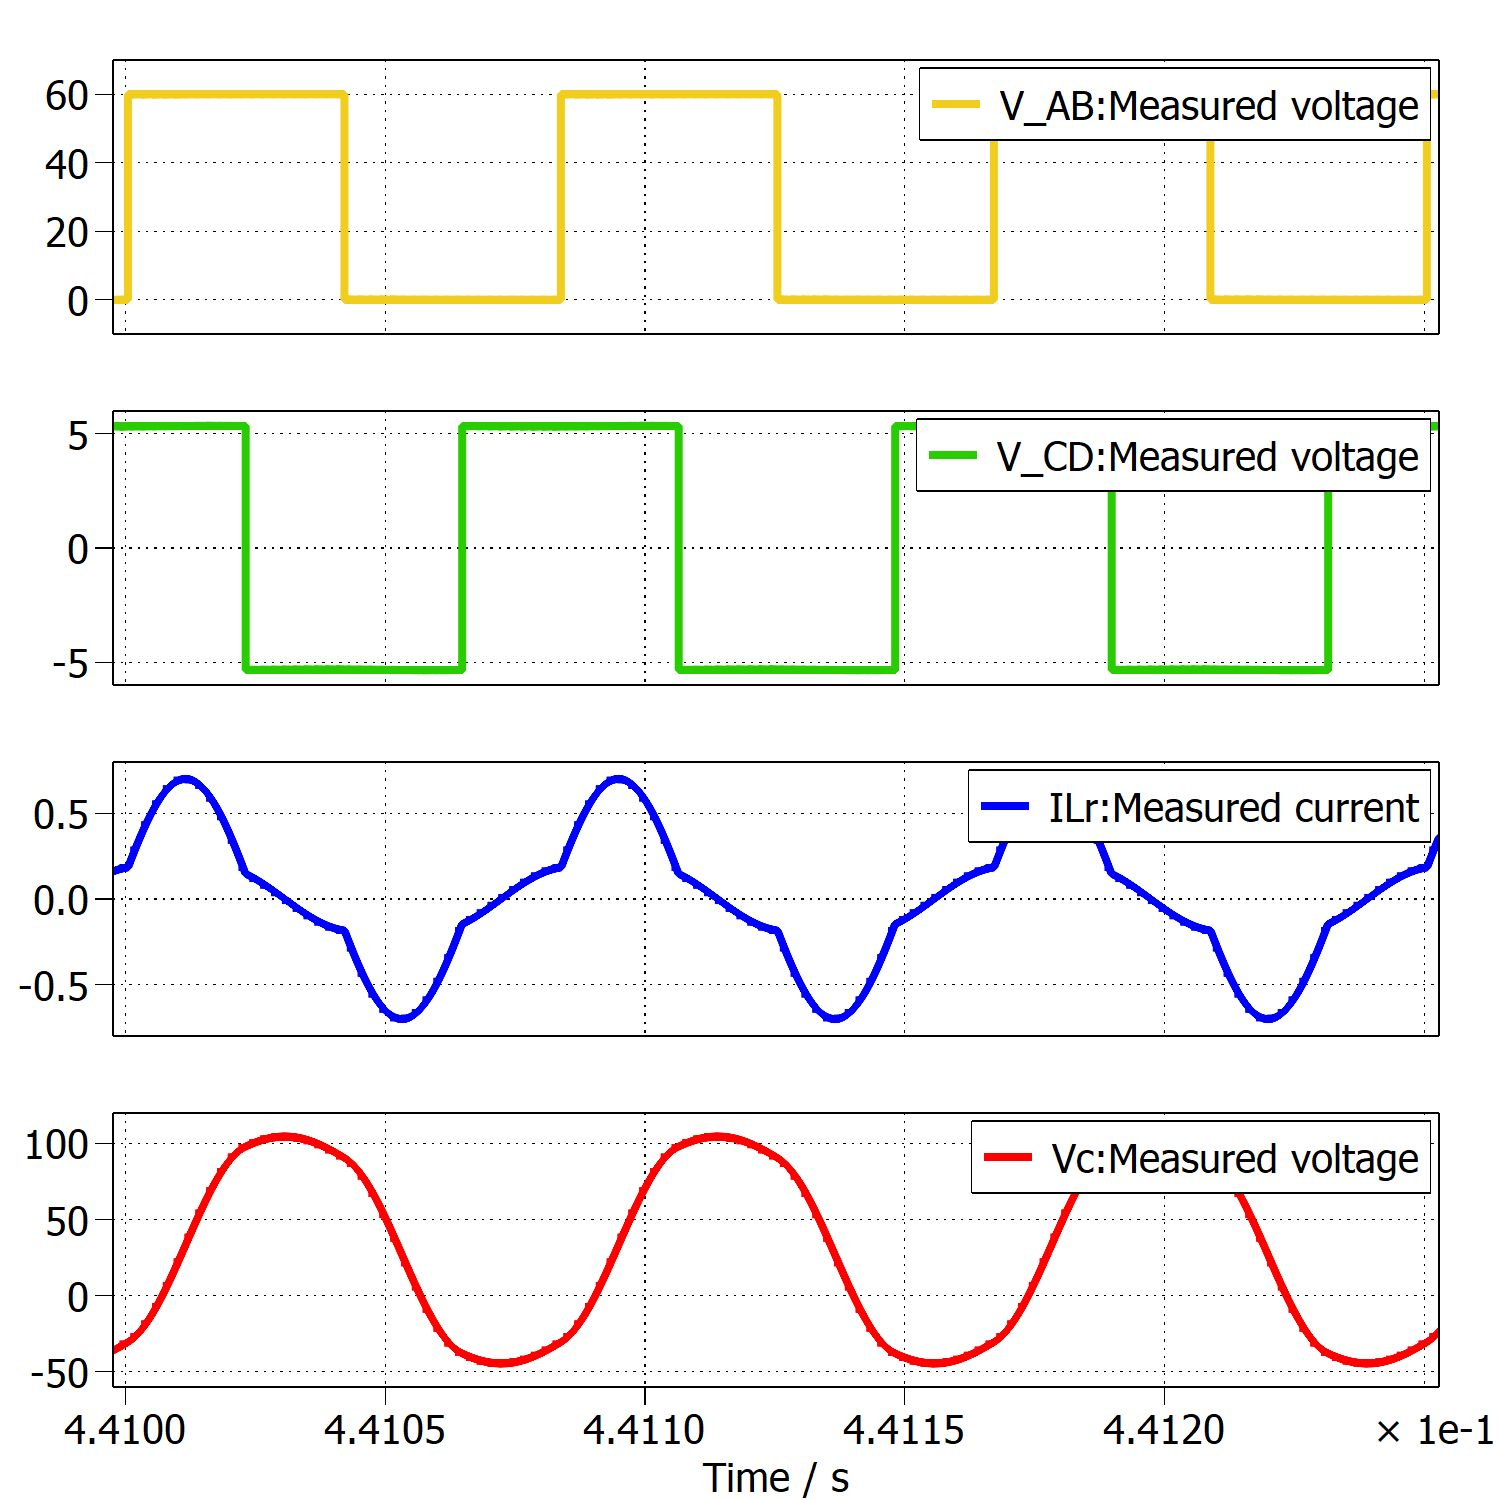 60
V_AB:Measured voltage
40
20
0
5
V_CD:Measured voltage
0
-5
0.5
ILr:Measured current
0.0
-0.5
100
Vc:Measured voltage
50
0
-50
4.4100 4.4105 4.4110 4.4115 4.4120 × 1e-1
Time / s